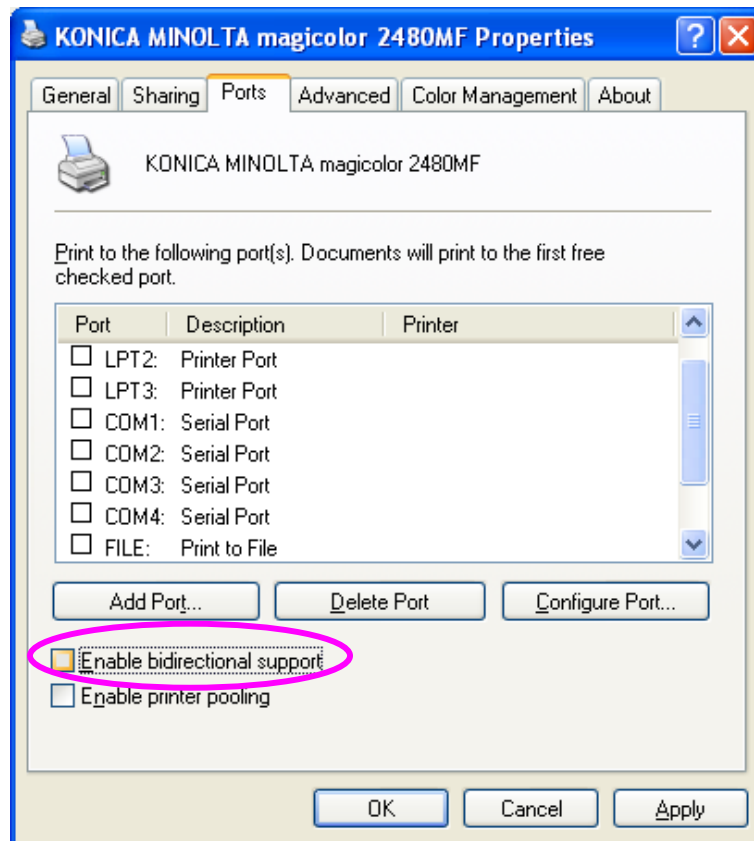 KONICA MINOLTA magicolor 2480MF Properties
General Sharing Ports Advanced Color Management About
KONICA MINOLTA magicolor 2480MF
Print to the following port(s). Documents will print to the first free
checked port.
Port Description Printer
LPT2: Printer Port
LPT3: Printer Port
COM1: Serial Port
COM2: Serial Port
COM3: Serial Port
COM4: Serial Port
FILE: Print to File
Add Port... Delete Port Configure Port...
Enable bidirectional support
Enable printer pooling
OK Cancel Apply